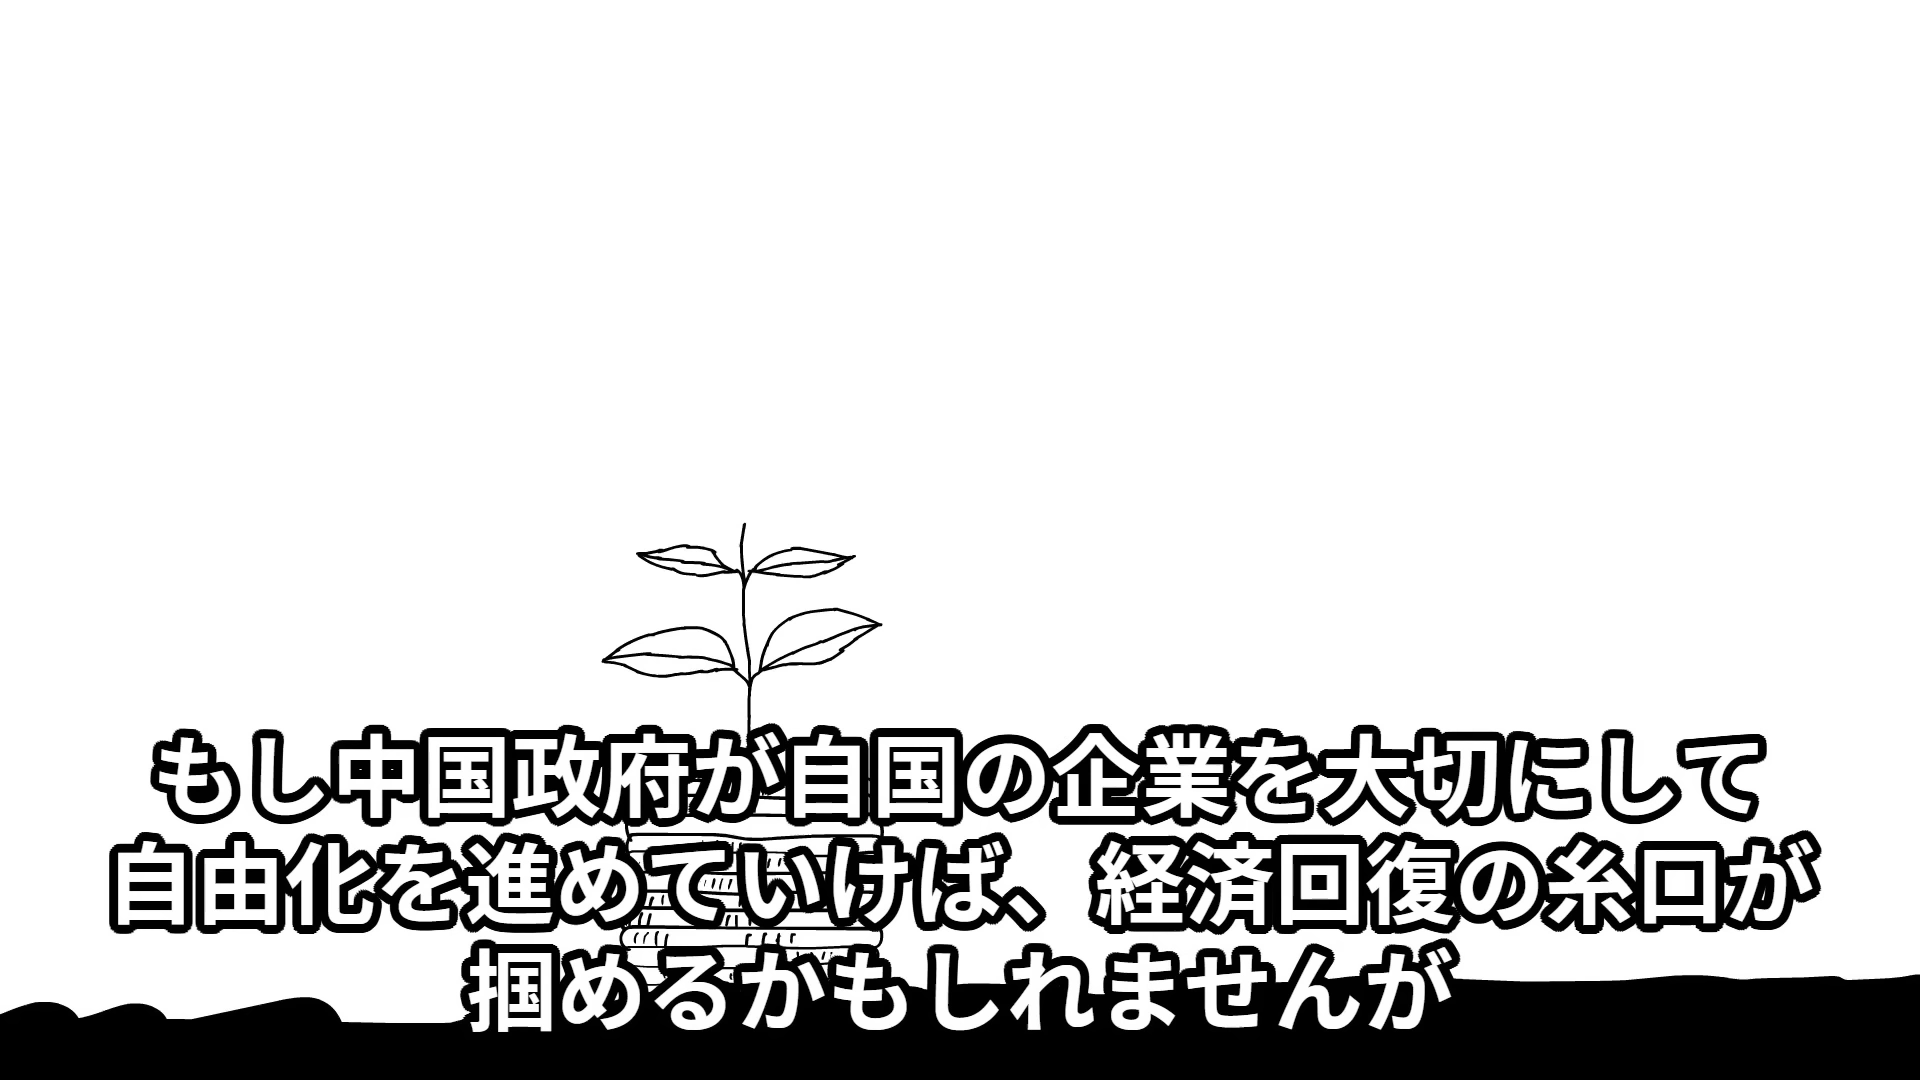 もし中国政府が自国の企業を大切にして
自由化を進めていけば、経済回復の糸口が
掴めるかもしれませんが